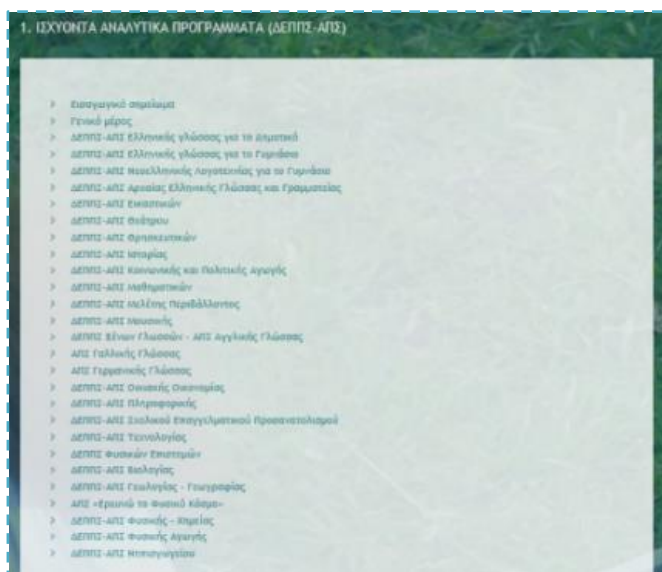 1. ΙΣΧΥΟΝΤΑ ΑΝΑΛΥΤΙΚΑ ΠΡΟΓΡΑΜΜΑΤΑ (ΔΕΠΠΣ-ΑΠΣ)
Εισαγωγικό σημείωμα
Γενικό μέρος
ΔΕΠΠΣ-ΑΠΣ Ελληνικής γλώσσας για το Δημοτικό
ΔΕΠΠΣ-ΑΠΣ Ελληνικής γλώσσας για το Γυμνάσιο
ΔΕΠΠΣ-ΑΠΣ Νεοελληνικής Λογοτεχνίας για το Γυμνάσιο
ΔΕΠΠΣ-ΑΠΣ Αρχαίας Ελληνικής Γλώσσας και Γραμματείας
ΔΕΠΠΣ-ΑΠΣ Εικαστικών
ΔΕΠΠΣ-ΑΠΣ Θεάτρου
ΔΕΠΠΣ-ΑΠΣ Θρησκευτικών
ΔΕΠΠΣ-ΑΠΣ Ιστορίας
ΔΕΠΠΣ-ΑΠΣ Κοινωνικής και Πολιτικής Αγωγής
ΔΕΠΠΣ-ΑΠΣ Μαθηματικών
ΔΕΠΠΣ-ΑΠΣ Μελέτης Περιβάλλοντος
ΔΕΠΠΣ-ΑΠΣ Μουσικής
ΔΕΠΠΣ Ξένων Γλωσσών - ΑΠΣ Αγγλικής Γλώσσας
ΑΠΣ Γαλλικής Γλώσσας
ΑΠΣ Γερμανικής Γλώσσας
ΔΕΠΠΣ-ΑΠΣ Οικιακής Οικονομίας
ΔΕΠΠΣ-ΑΠΣ Πληροφορικής
ΔΕΠΠΣ-ΑΠΣ Σχολικού Επαγγελματικού Προσανατολισμού
ΔΕΠΠΣ-ΑΠΣ Τεχνολογίας
ΔΕΠΠΣ Φυσικών Επιστημών
ΔΕΠΠΣ-ΑΠΣ Βιολογίας
ΔΕΠΠΣ-ΑΠΣ Γεωλογίας - Γεωγραφίας
ΑΠΣ «Ερευνώ το Φυσικό Κόσμο»
ΔΕΠΠΣ-ΑΠΣ Φυσικής - Χημείας
ΔΕΠΠΣ-ΑΠΣ Φυσικής Αγωγής
ΔΕΠΠΣ-ΑΠΣ Νηπιαγωγείου